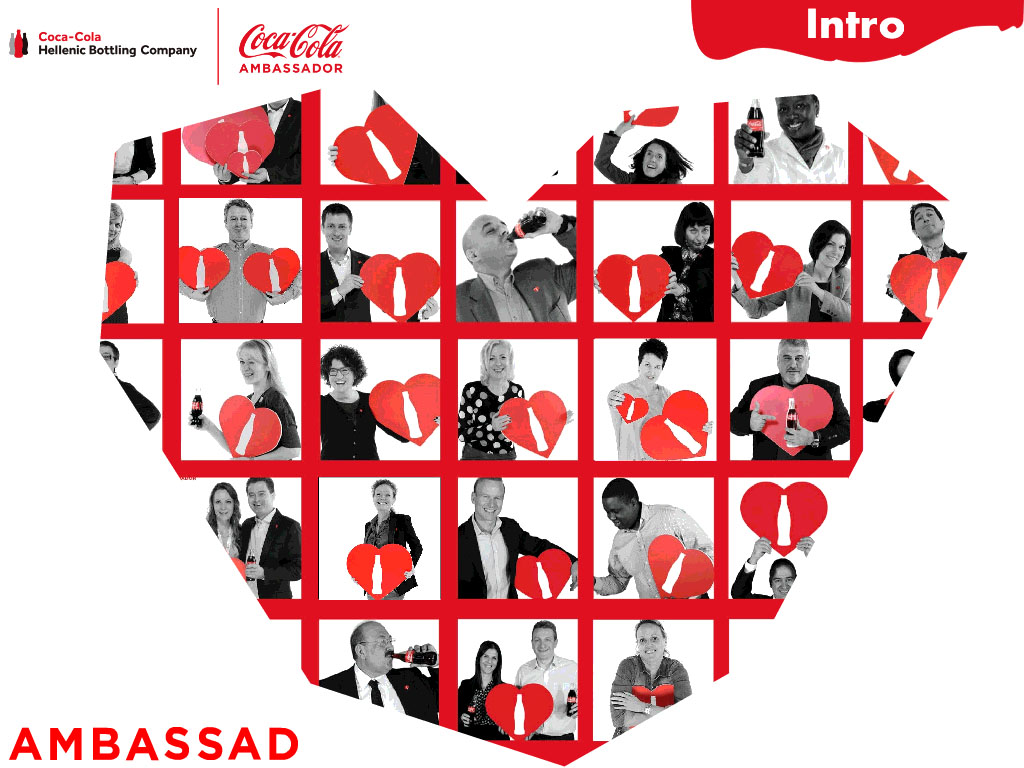 Coca-Cola
Hellenic Bottling Company
Coca-Cola
AMBASSADOR
Intro
AMBASSAD